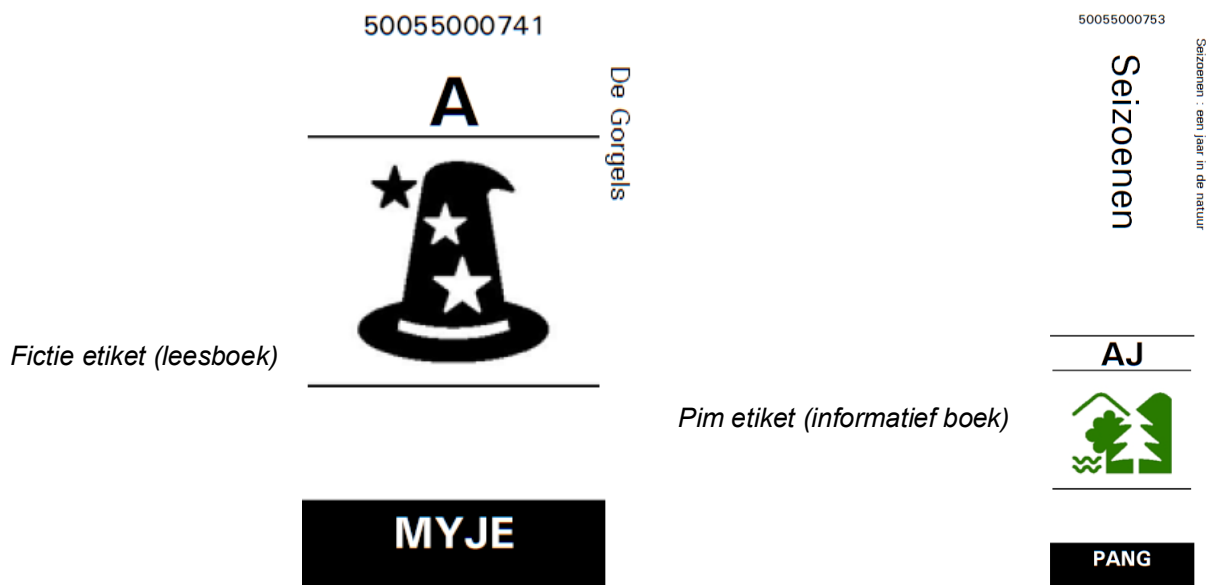 50055000741
A
De Gorgels
Fictie etiket (leesboek)
MYJE
50055000753
Seizoenen
Seizoenen : een jaar in de natuur
AJ
Pim etiket (informatief boek)
PANG